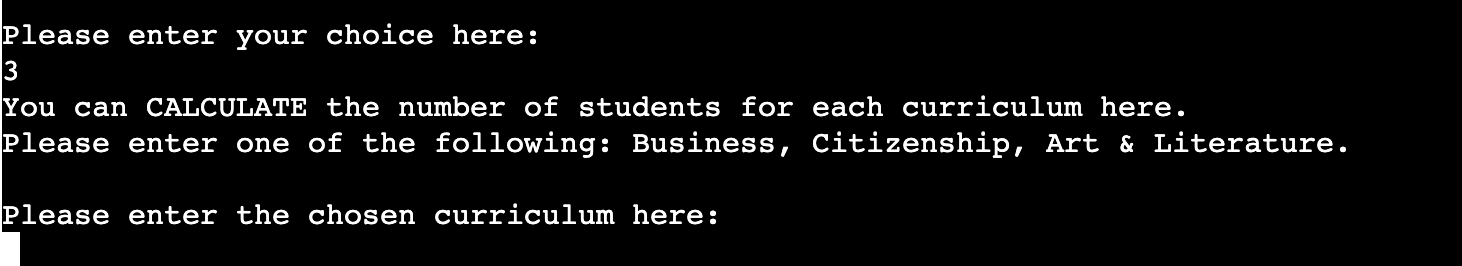 Please enter your choice here:
3
You can CALCULATE the number of students for each curriculum here.
Please enter one of the following: Business, Citizenship, Art & Literature.
Please enter the chosen curriculum here: